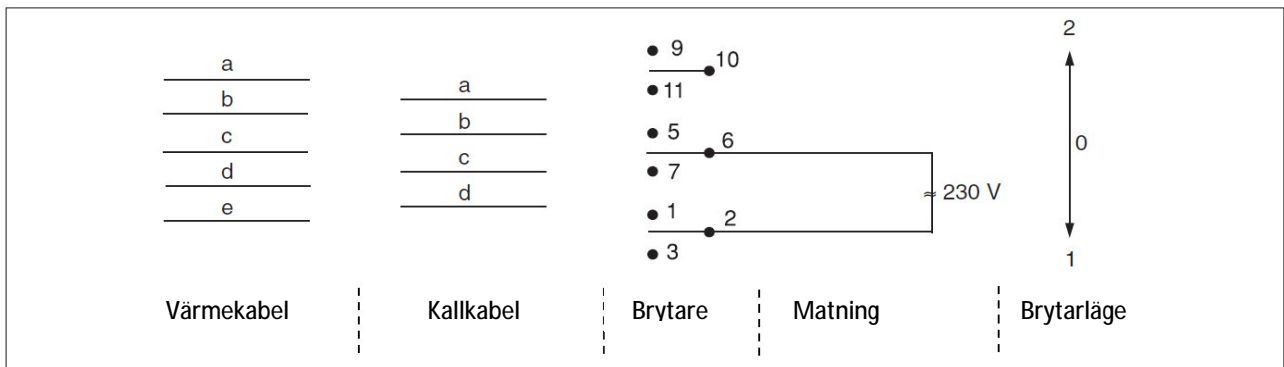 a
b
c
d
e
a
b
c
d
9
10
11
5
6
7
1
2
3
≈ 230 V
2
0
1
Värmekabel
Kallkabel
Brytare
Matning
Brytarläge